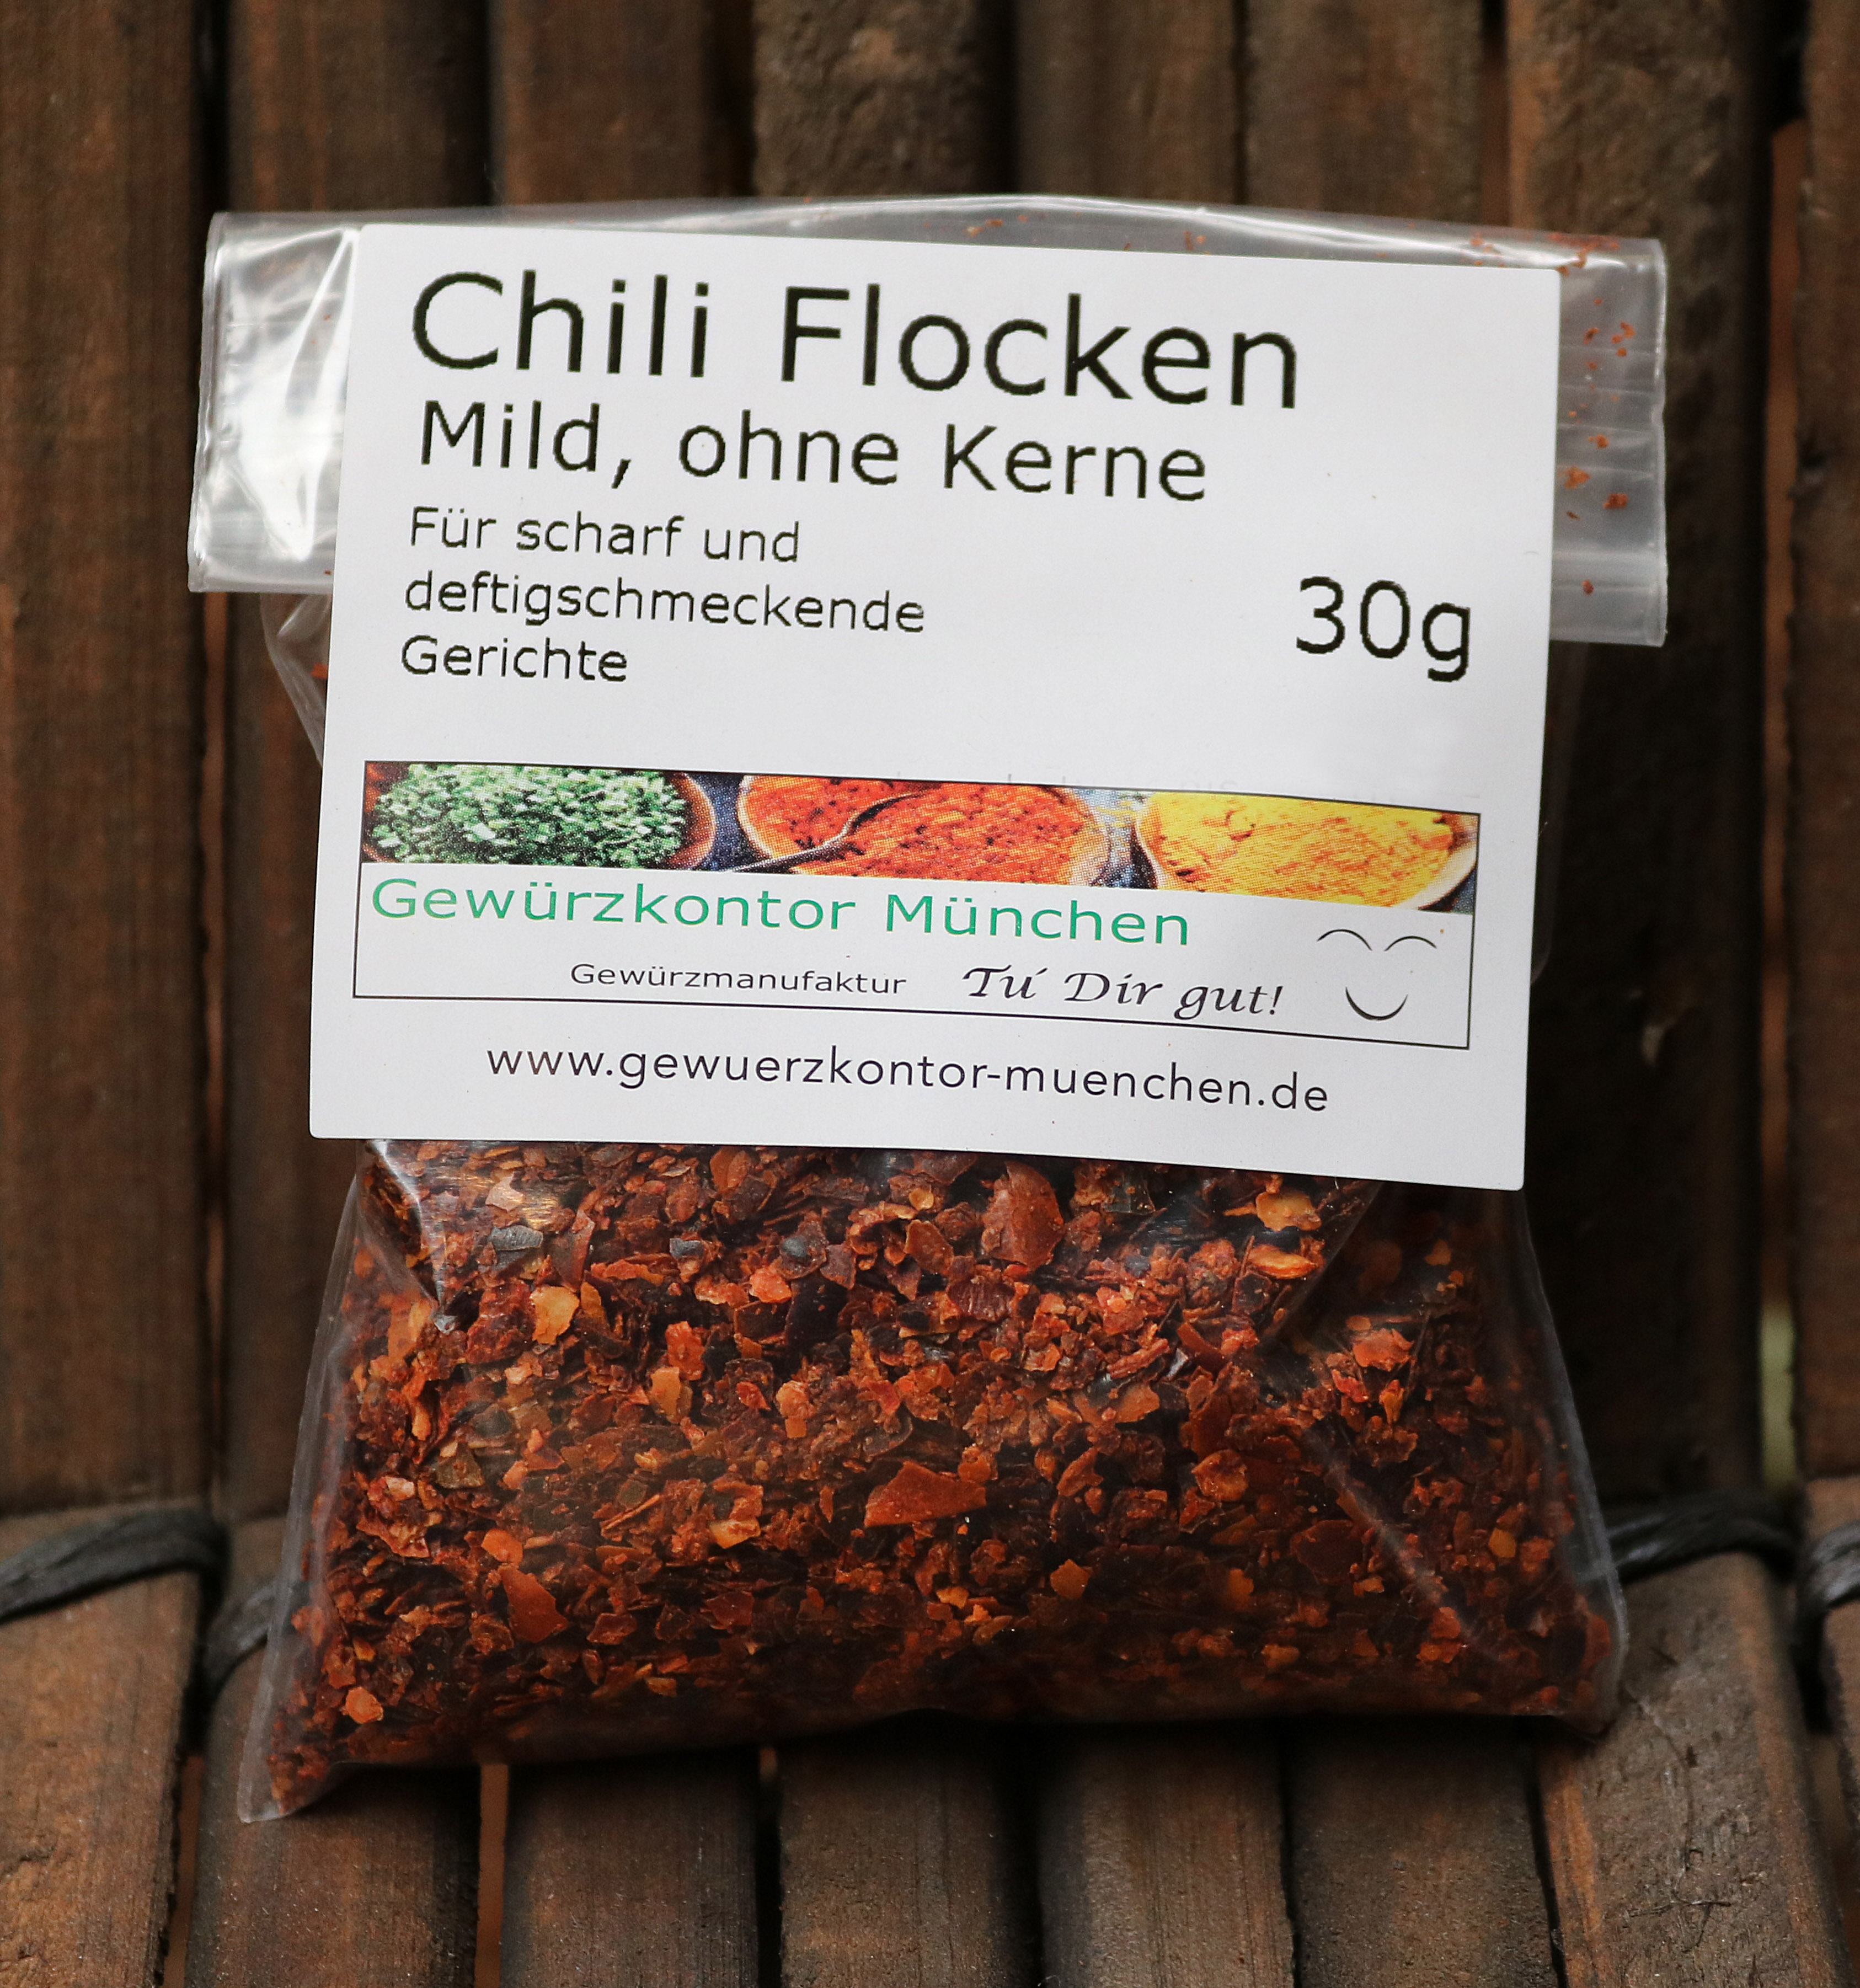 Chili Flocken
Mild, ohne Kerne
Für scharf und
deftigschmeckende
Gerichte
30g
Gewürzkontor München
Gewürzmanufaktur Tu´ Dir gut!
www.gewuerzkontor-muenchen.de